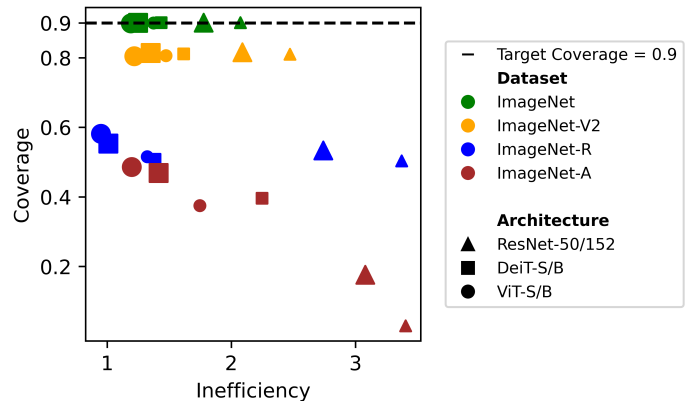 0.9
0.8
0.6
0.4
0.2
Coverage
1 2 3
Inefficiency
Target Coverage = 0.9
Dataset
ImageNet
ImageNet-V2
ImageNet-R
ImageNet-A
Architecture
ResNet-50/152
DeiT-S/B
ViT-S/B